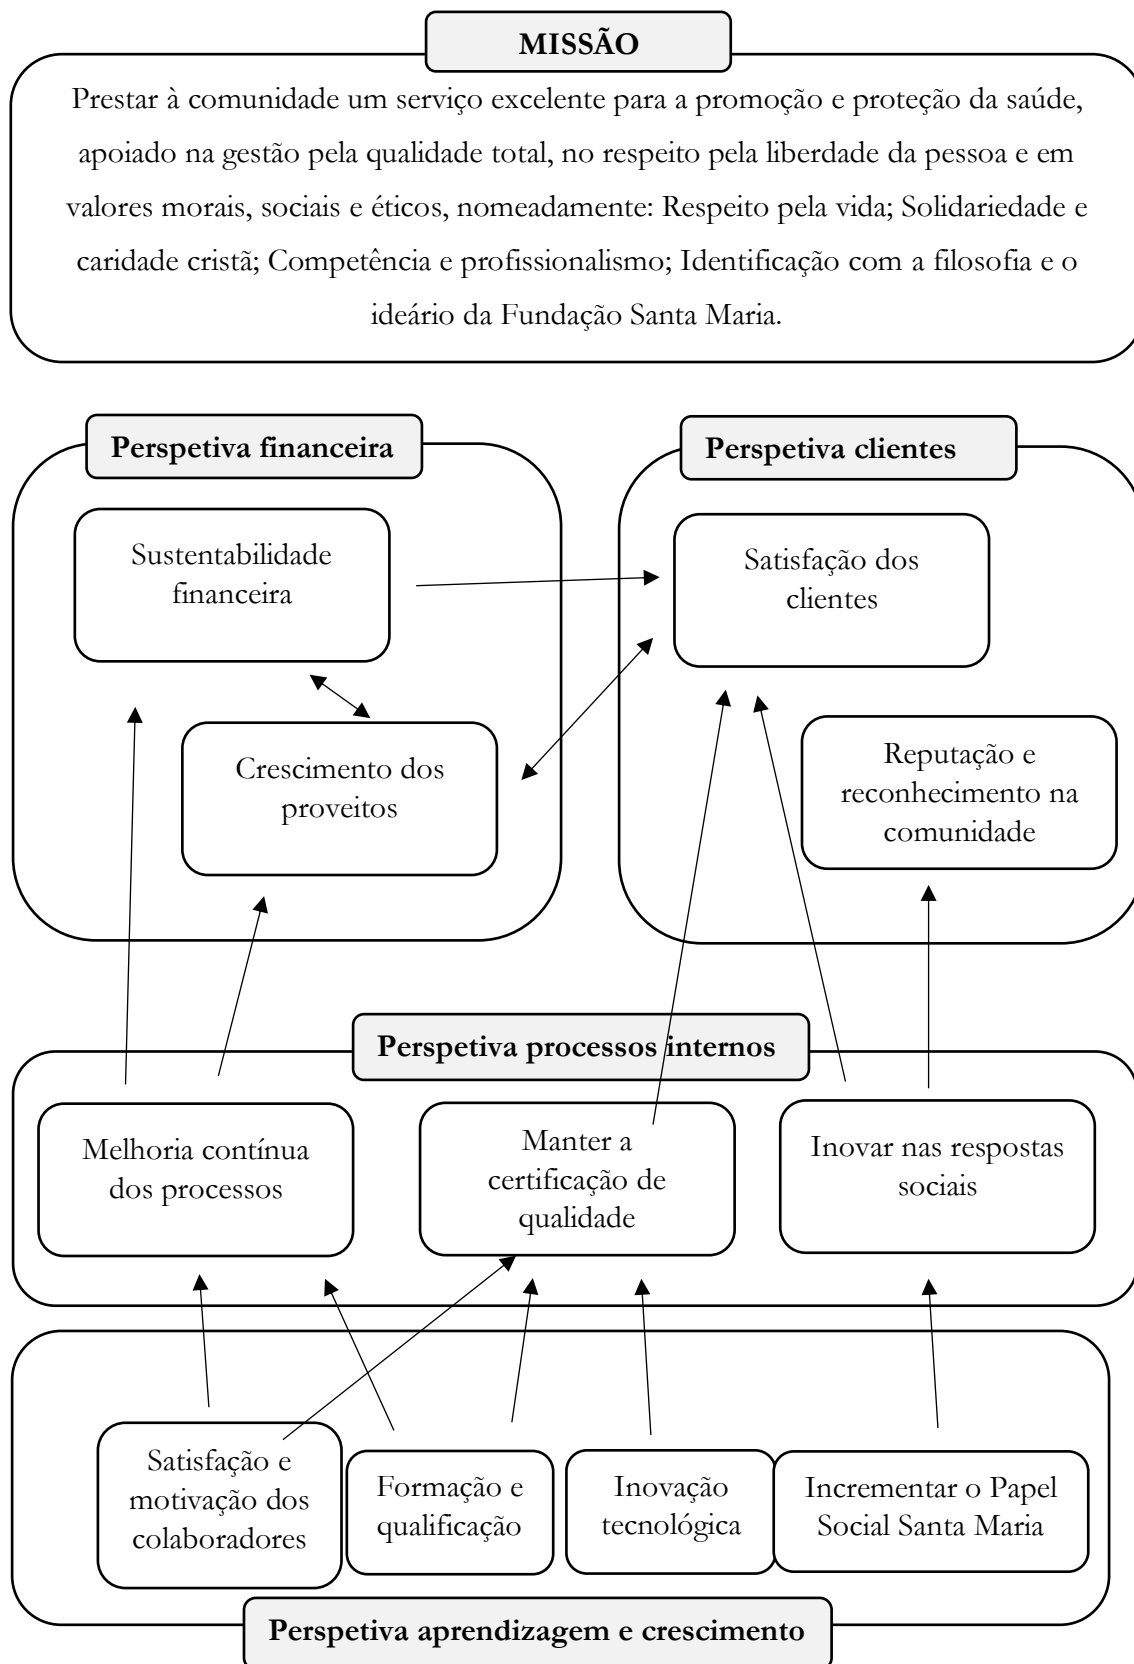 MISSÃO
Prestar à comunidade um serviço excelente para a promoção e proteção da saúde,
apoiado na gestão pela qualidade total, no respeito pela liberdade da pessoa e em
valores morais, sociais e éticos, nomeadamente: Respeito pela vida; Solidariedade e
caridade cristã; Competência e profissionalismo; Identificação com a filosofia e o
ideário da Fundação Santa Maria.
Perspetiva financeira
Sustentabilidade
financeira
Crescimento dos
proveitos
Perspetiva clientes
Satisfação dos
clientes
Reputação e
reconhecimento na
comunidade
Perspetiva processos internos
Melhoria contínua
dos processos
Manter a
certificação de
qualidade
Inovar nas respostas
sociais
Satisfação e
motivação dos
colaboradores
Formação e
qualificação
Inovação
tecnológica
Incrementar o Papel
Social Santa Maria
Perspetiva aprendizagem e crescimento